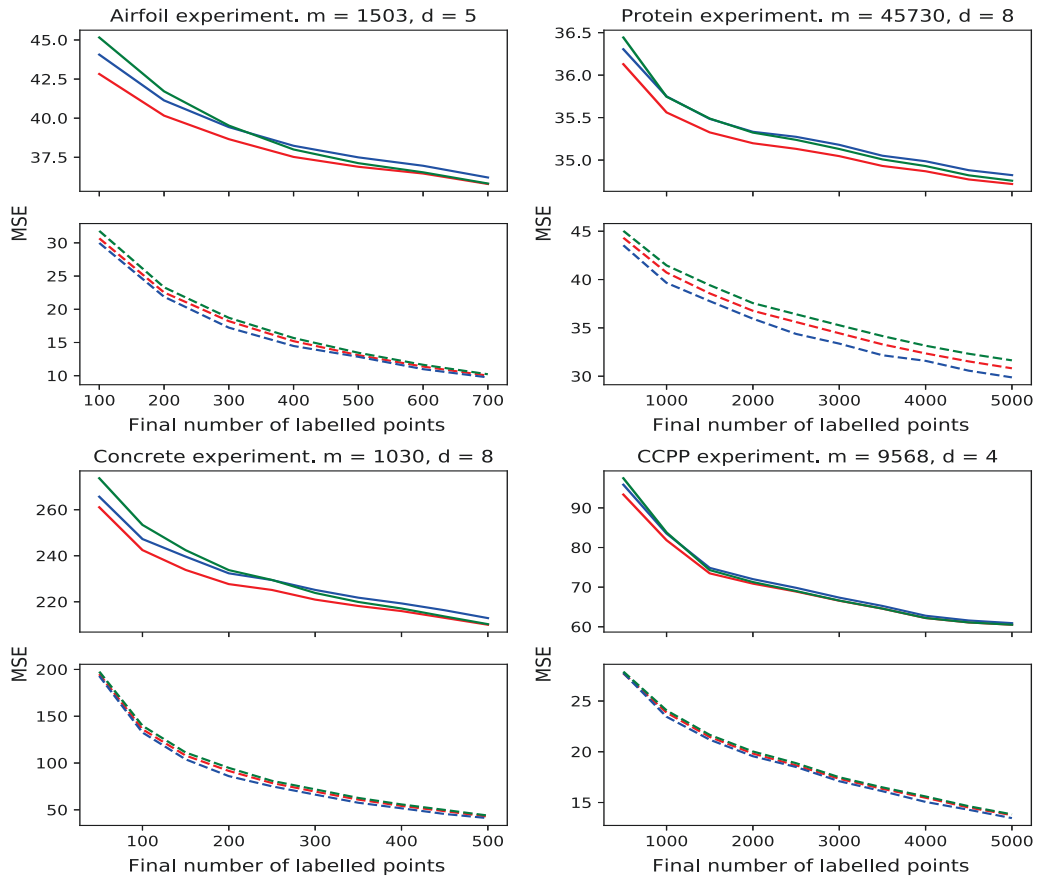 Airfoil experiment. m = 1503, d = 5
45.0
42.5
40.0
37.5
MSE
30
25
20
15
10
100 200 300 400 500 600 700
Final number of labelled points
Protein experiment. m = 45730, d = 8
36.5
36.0
35.5
35.0
MSE
45
40
35
30
1000 2000 3000 4000 5000
Final number of labelled points
Concrete experiment. m = 1030, d = 8
260
240
220
MSE
200
150
100
50
100 200 300 400 500
Final number of labelled points
CCPP experiment. m = 9568, d = 4
90
80
70
60
MSE
25
20
15
1000 2000 3000 4000 5000
Final number of labelled points